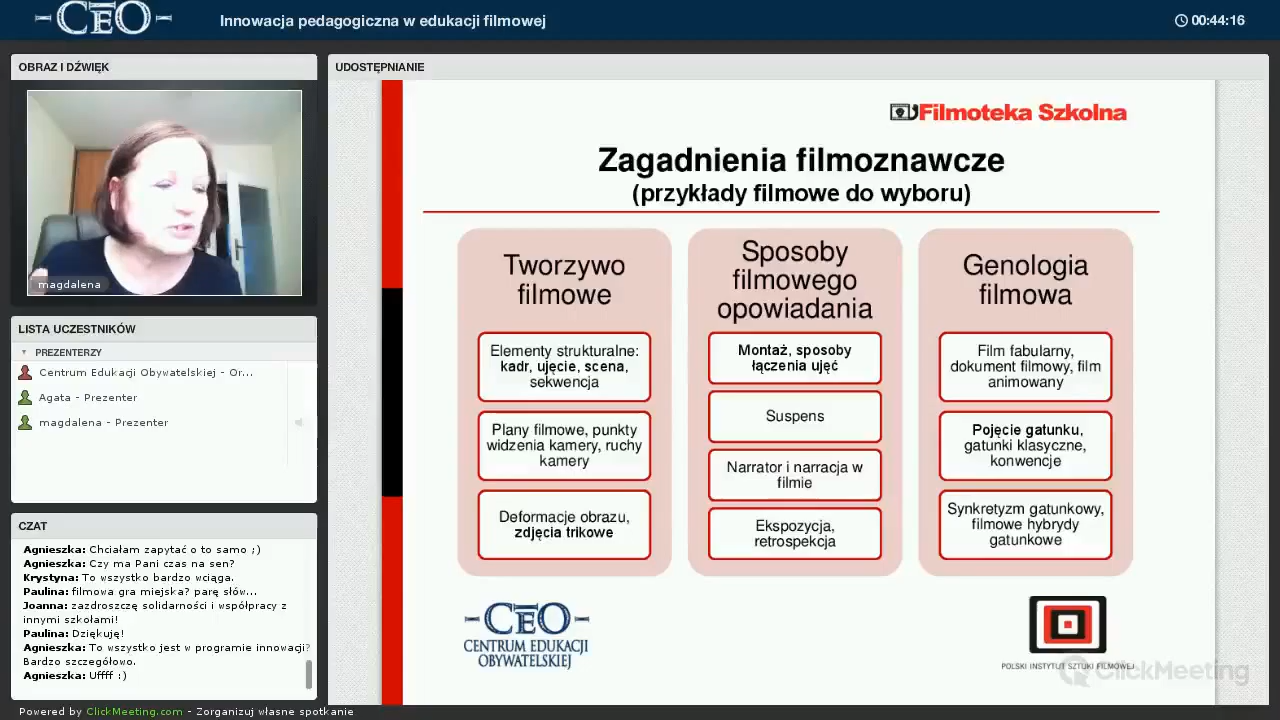 CEO
Innowacja pedagogiczna w edukacji filmowej
00:44:16
OBRAZ I DŹWIĘK
magdalena
LISTA UCZESTNIKÓW
PREZENTERZY
Centrum Edukacji Obywatelskiej - Or...
Agata - Prezenter
magdalena - Prezenter
CZAT
Agnieszka: Chciałam zapytać o to samo ;)
Agnieszka: Czy ma Pani czas na sen?
Krystyna: To wszystko bardzo wciąga.
Paulina: filmowa gra miejska? parę słów...
Joanna: zazdroszczę solidarności i współpracy z
innymi szkołami!
Paulina: Dziękuję!
Agnieszka: To wszystko jest w programie innowacji?
Bardzo szczegółowo.
Agnieszka: Uffff :)
Powered by ClickMeeting.com - Zorganizuj własne spotkanie
UDOSTĘPNIANIE
Filmoteka Szkolna
Zagadnienia filmoznawcze
(przykłady filmowe do wyboru)
Tworzywo
filmowe
Elementy strukturalne:
kadr, ujęcie, scena,
sekwencja
Plany filmowe, punkty
widzenia kamery, ruchy
kamery
Deformacje obrazu,
zdjęcia trikowe
Sposoby
filmowego
opowiadania
Montaż, sposoby
łączenia ujęć
Suspens
Narrator i narracja w
filmie
Ekspozycja,
retrospekcja
Genologia
filmowa
Film fabularny,
dokument filmowy, film
animowany
Pojęcie gatunku,
gatunki klasyczne,
konwencje
Synkretyzm gatunkowy,
filmowe hybrydy
gatunkowe
CEO
CENTRUM EDUKACJI
OBYWATELSKIEJ
POLSKI INSTYTUT SZTUKI FILMOWEJ
ClickMeeting